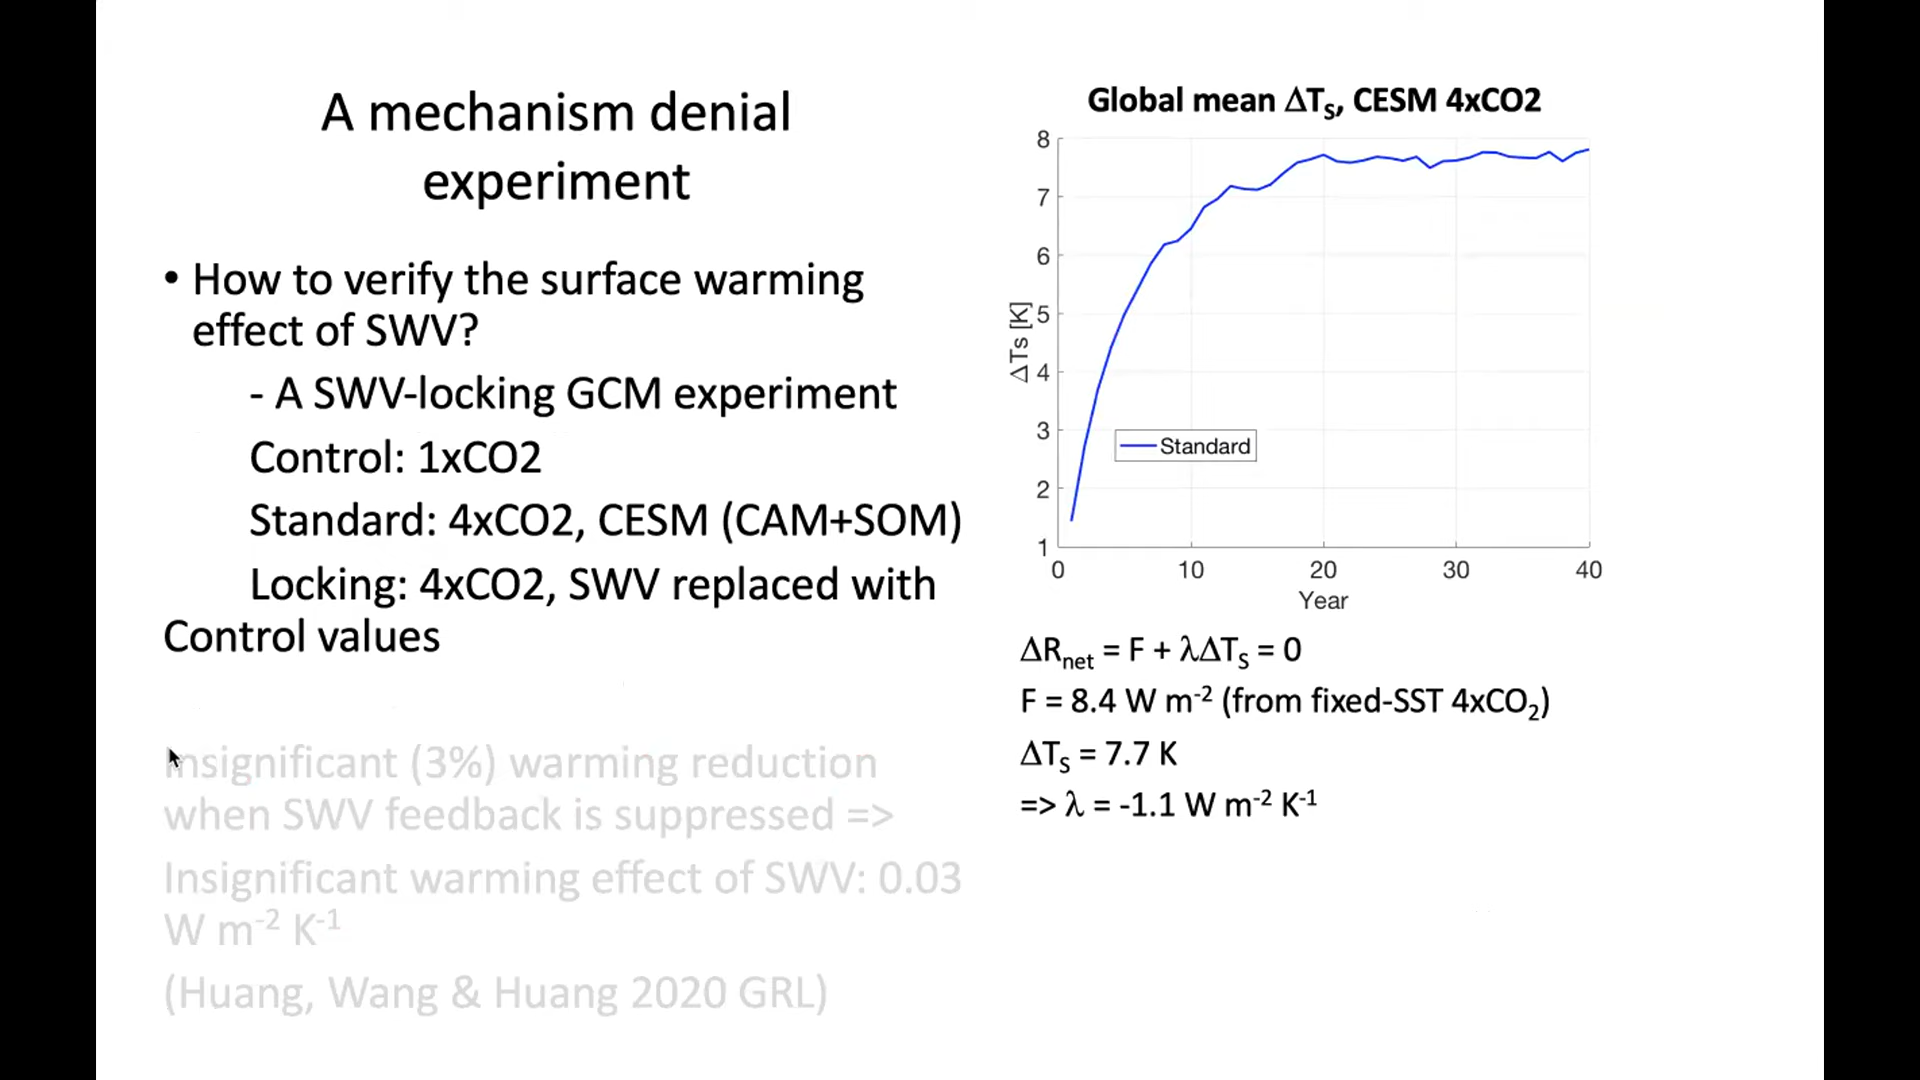 A mechanism denial
experiment
• How to verify the surface warming
effect of SWV?
- A SWV-locking GCM experiment
Control: 1xCO2
Standard: 4xCO2, CESM (CAM+SOM)
Locking: 4xCO2, SWV replaced with
Control values
Insignificant (3%) warming reduction
when SWV feedback is suppressed =>
Insignificant warming effect of SWV: 0.03
W m⁻² K⁻¹
(Huang, Wang & Huang 2020 GRL)
Global mean ΔTₛ, CESM 4xCO2
8
7
6
5
4
3
2
1
ΔTs [K]
Standard
0 10 20 30 40
Year
ΔRnet = F + λΔTₛ = 0
F = 8.4 W m⁻² (from fixed-SST 4xCO₂)
ΔTₛ = 7.7 K
=> λ = -1.1 W m⁻² K⁻¹